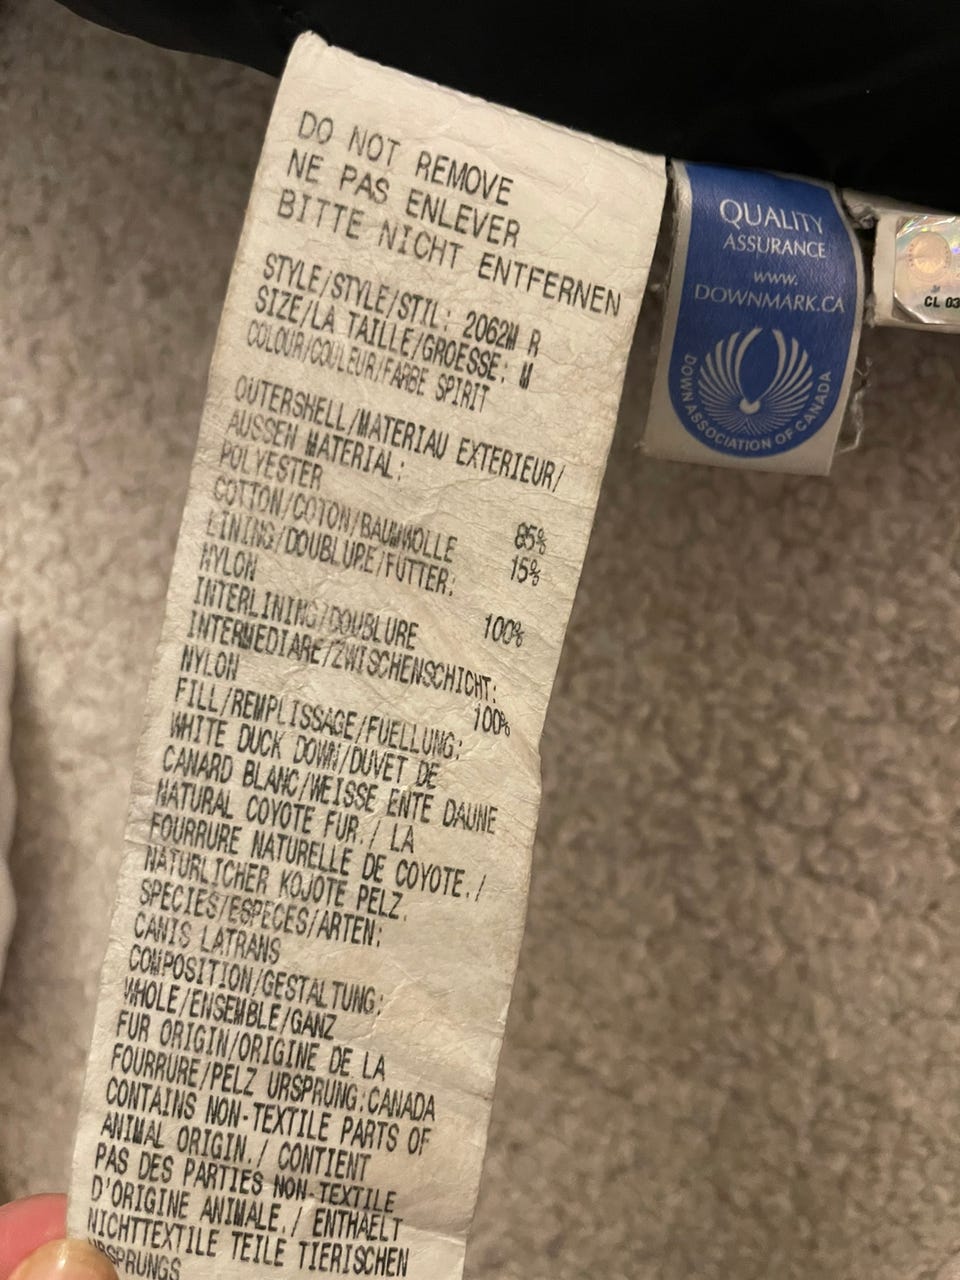 DO NOT REMOVE
NE PAS ENLEVER
BITTE NICHT ENTFERNEN
STYLE/STYLE/STIL: 2062M R
SIZE/LA TAILLE/GROESSE: M
COLOUR/COULEUR/FARBE SPIRIT
OUTERSHELL/MATERIAU EXTERIEUR/
AUSSEN MATERIAL:
POLYESTER 85%
COTTON/COTON/BAUMWOLLE 15%
LINING/DOUBLURE/FUTTER:
NYLON 100%
INTERLINING/DOUBLURE
INTERMEDIARE/ZWISCHENSCHICHT:
NYLON 100%
FILL/REMPLISSAGE/FUELLUNG:
WHITE DUCK DOWN/DUVET DE
CANARD BLANC/WEISSE ENTE DAUNE
NATURAL COYOTE FUR./ LA
FOURRURE NATURELLE DE COYOTE./
NATURLICHER KOJOTE PELZ.
SPECIES/ESPECES/ARTEN:
CANIS LATRANS
COMPOSITION/GESTALTUNG:
WHOLE/ENSEMBLE/GANZ
FUR ORIGIN/ORIGINE DE LA
FOURRURE/PELZ URSPRUNG:CANADA
CONTAINS NON-TEXTILE PARTS OF
ANIMAL ORIGIN./ CONTIENT
PAS DES PARTIES NON-TEXTILE
D'ORIGINE ANIMALE./ ENTHAELT
NICHTTEXTILE TEILE TIERISCHEN
URSPRUNGS
QUALITY
ASSURANCE
www.
DOWNMARK.CA
DOWN ASSOCIATION OF CANADA
CL 03